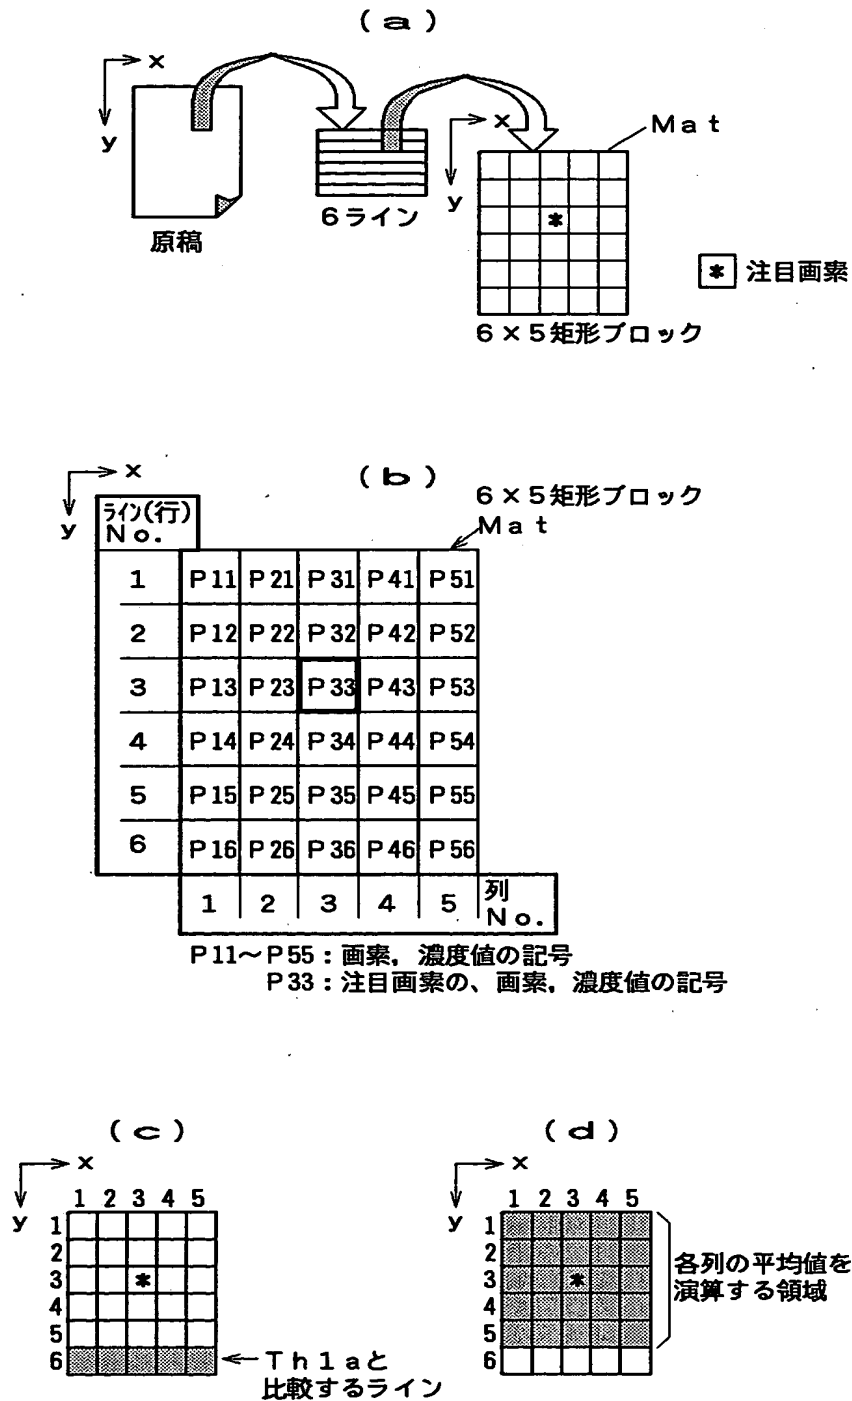 (a)
x
y
原稿
6ライン
x
y
Mat
* 注目画素
6×5矩形ブロック
(b)
x
y
6×5矩形ブロック
Mat
ライン(行)
No.
1 P11 P21 P31 P41 P51
2 P12 P22 P32 P42 P52
3 P13 P23 P33 P43 P53
4 P14 P24 P34 P44 P54
5 P15 P25 P35 P45 P55
6 P16 P26 P36 P46 P56
1 2 3 4 5 列
No.
P11～P55:画素,濃度値の記号
P33:注目画素の、画素,濃度値の記号
(c)
x
y
1 2 3 4 5
1
2
3 *
4
5
6
Th1aと
比較するライン
(d)
x
y
1 2 3 4 5
1
2
3 *
4
5
6
各列の平均値を
演算する領域